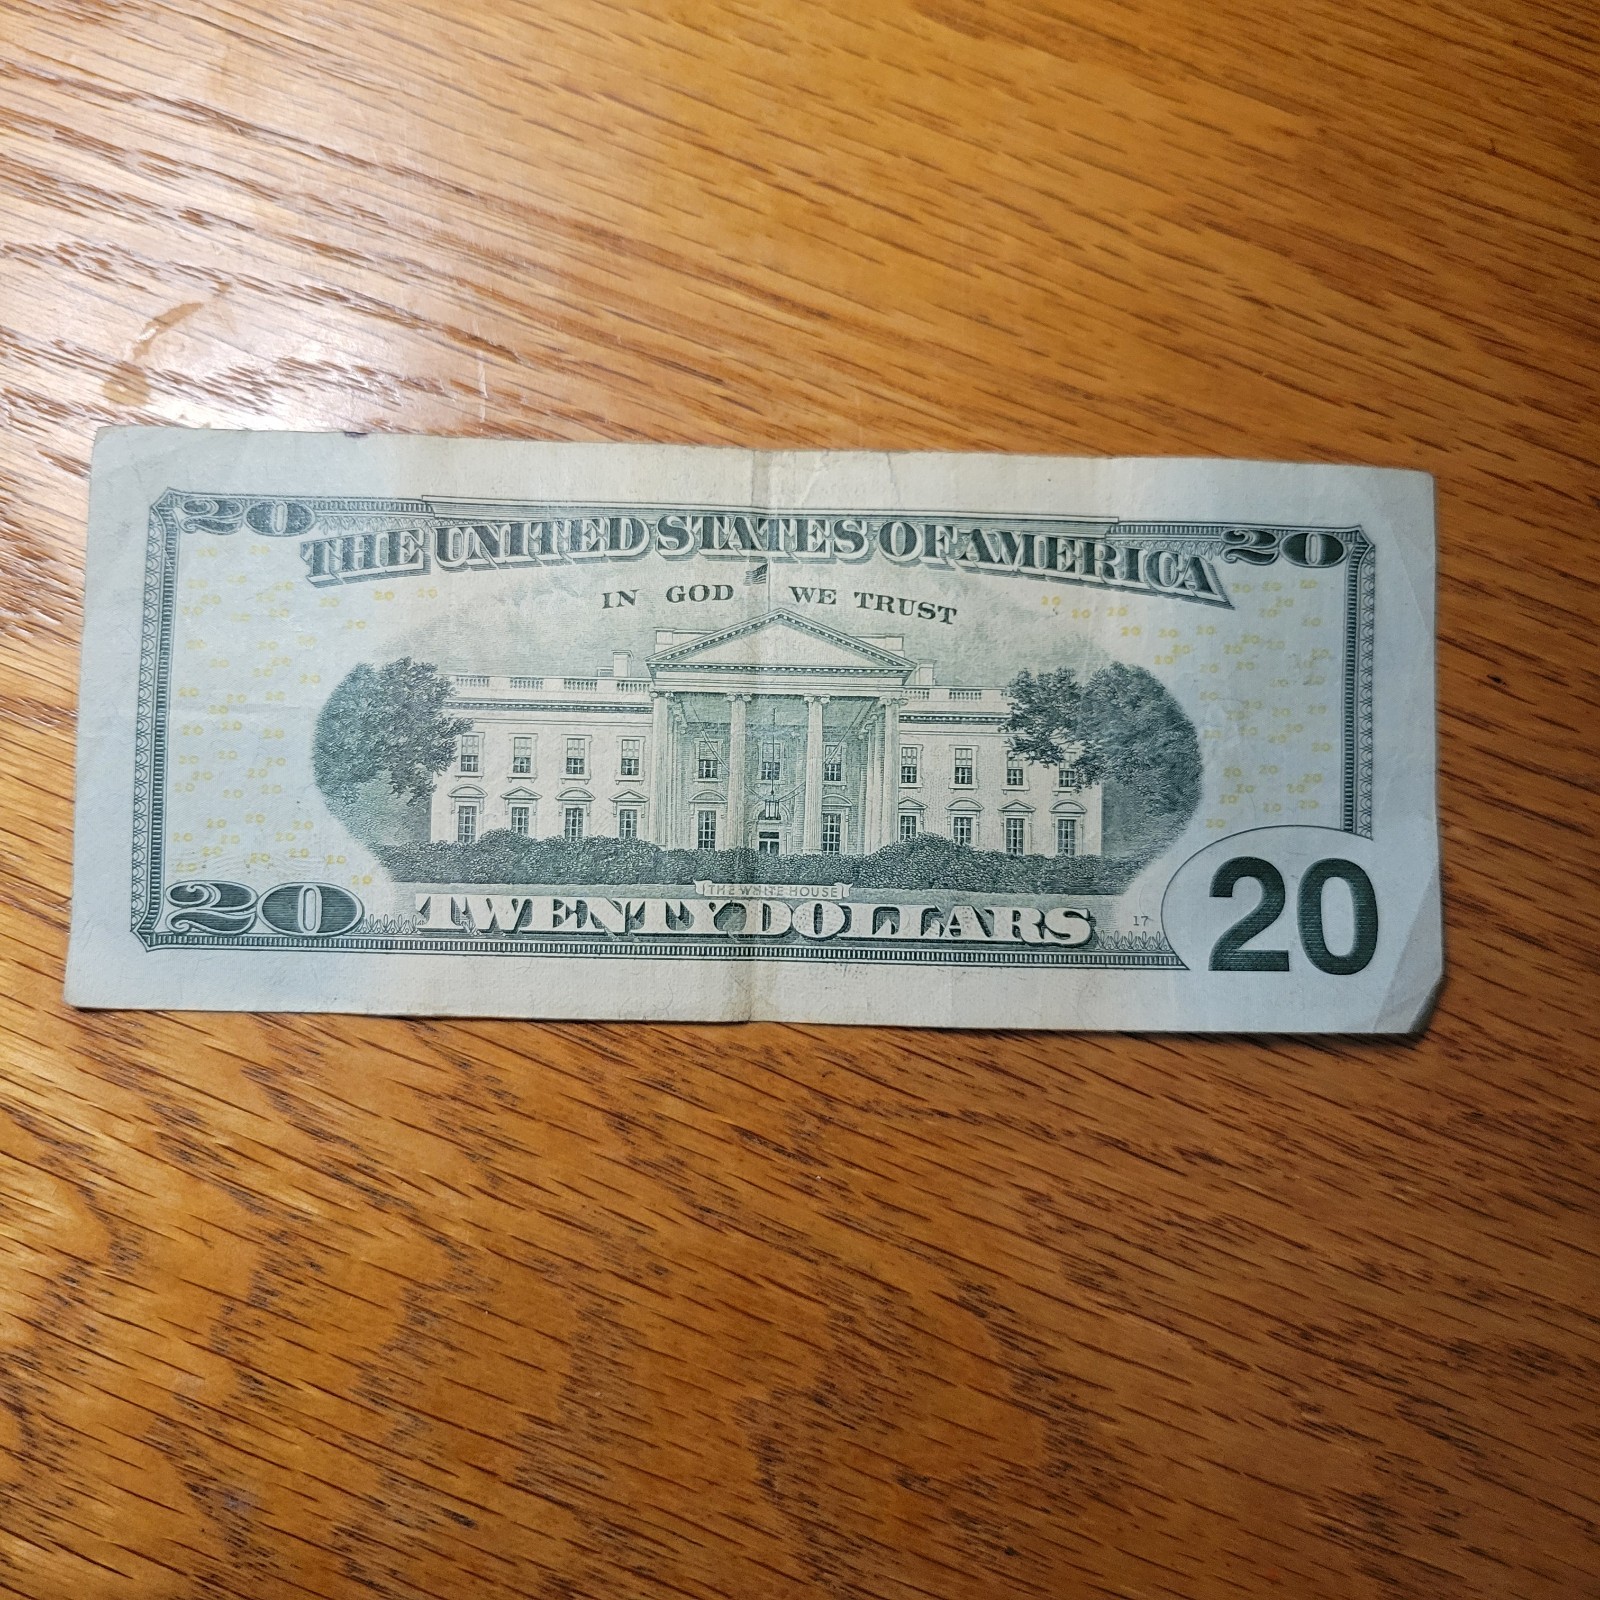 20 THE UNITED STATES OF AMERICA 20
IN GOD WE TRUST
THE WHITE HOUSE
20 TWENTY DOLLARS 17 20